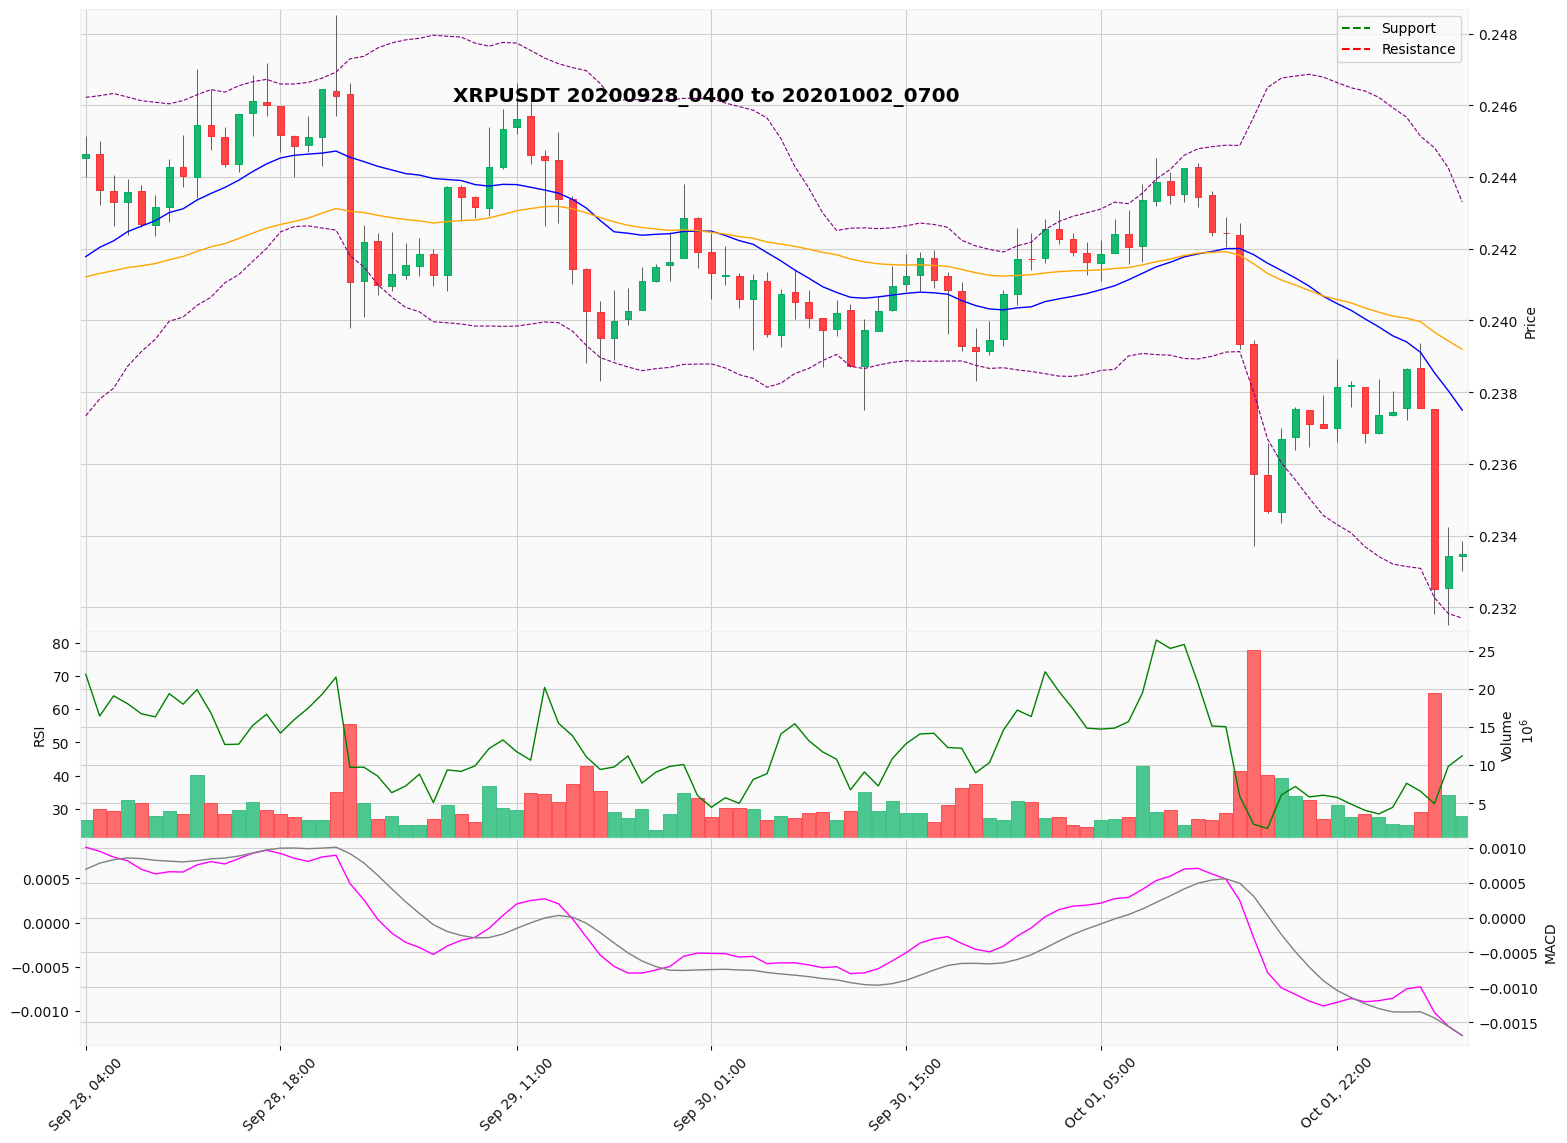 XRPUSDT 20200928_0400 to 20201002_0700
Support
Resistance
0.248
0.246
0.244
0.242
0.240
0.238
0.236
0.234
0.232
Price
80
70
60
50
40
30
RSI
25
20
15
10
5
Volume
10^6
0.0005
0.0000
−0.0005
−0.0010
0.0010
0.0005
0.0000
−0.0005
−0.0010
−0.0015
MACD
Sep 28, 04:00
Sep 28, 18:00
Sep 29, 11:00
Sep 30, 01:00
Sep 30, 15:00
Oct 01, 05:00
Oct 01, 22:00